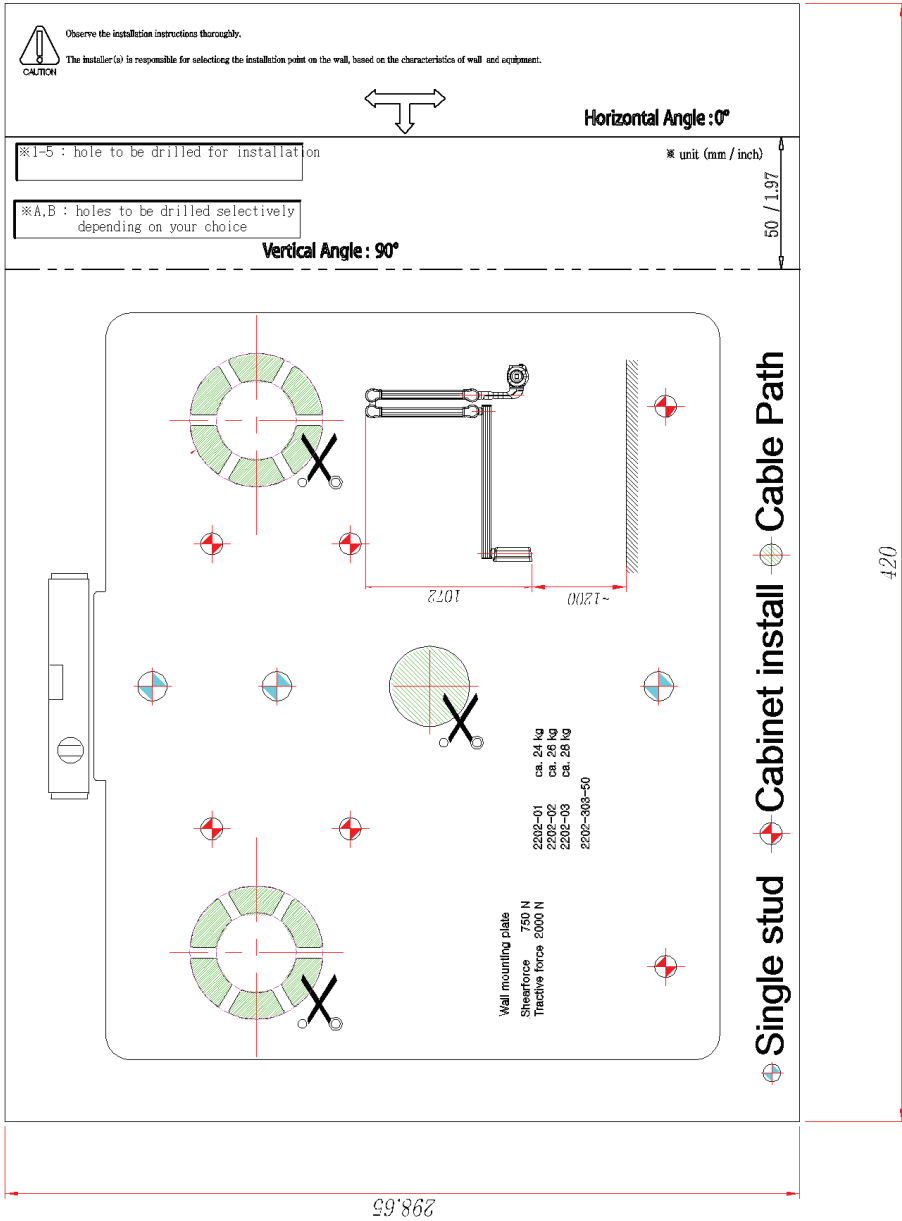 Observe the installation instructions thoroughly.
The installer(s) is responsible for selectiong the installation point on the wall, based on the characteristics of wall and equipment.
CAUTION
Horizontal Angle : 0°
※1-5 : hole to be drilled for installation
※ unit (mm / inch)
※A,B : holes to be drilled selectively
depending on your choice
50 / 1.97
Vertical Angle : 90°
1072
~1200
420
2202-01 ca. 24 kg
2202-02 ca. 26 kg
2202-03 ca. 28 kg
2202-303-50
Wall mounting plate
Shearforce 750 N
Tractive force 2000 N
Single stud Cabinet install Cable Path
298.65